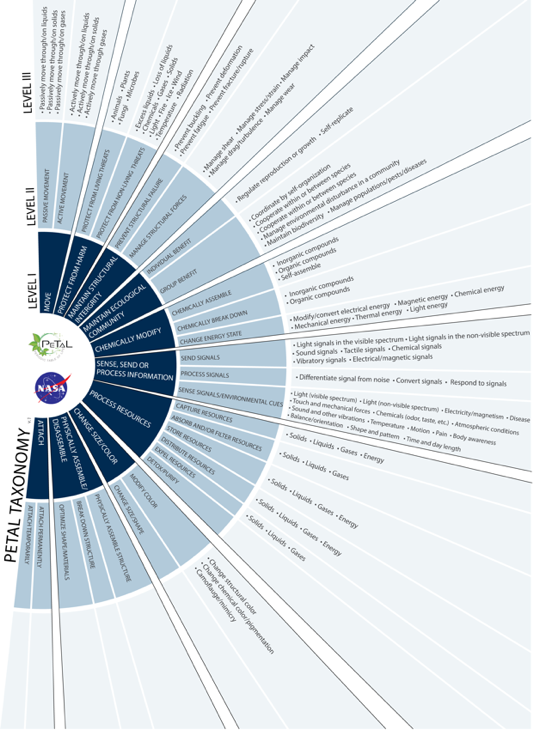 PETAL TAXONOMY
LEVEL I
LEVEL II
LEVEL III
PeTaL
NASA
MOVE
PASSIVE MOVEMENT
• Passively move through/on liquids
• Passively move through/on solids
• Passively move through/on gases
ACTIVE MOVEMENT
• Actively move through/on liquids
• Actively move through/on solids
• Actively move through gases
PROTECT FROM HARM
PROTECT FROM LIVING THREATS
• Animals • Plants
• Fungi • Microbes
PROTECT FROM NON-LIVING THREATS
• Excess liquids • Loss of liquids
• Chemicals • Gases • Solids
• Light • Fire • Ice • Wind
• Temperature • Radiation
MAINTAIN STRUCTURAL
INTERGRITY
PREVENT STRUCTURAL FAILURE
• Prevent buckling • Prevent deformation
• Prevent fatigue • Prevent fracture/rupture
MANAGE STRUCTURAL FORCES
• Manage shear • Manage stress/strain • Manage impact
• Manage drag/turbulence • Manage wear
MAINTAIN ECOLOGICAL
COMMUNITY
INDIVIDUAL BENEFIT
• Regulate reproduction or growth • Self-replicate
GROUP BENEFIT
• Coordinate by self-organization
• Cooperate within or between species
• Cooperate within or between species
• Manage environmental disturbance in a community
• Maintain biodiversity • Manage populations/pests/diseases
CHEMICALLY MODIFY
CHEMICALLY ASSEMBLE
• Inorganic compounds
• Organic compounds
• Self-assemble
CHEMICALLY BREAK DOWN
• Inorganic compounds
• Organic compounds
CHANGE ENERGY STATE
• Modify/convert electrical energy • Magnetic energy • Chemical energy
• Mechanical energy • Thermal energy • Light energy
SENSE, SEND OR
PROCESS INFORMATION
SEND SIGNALS
• Light signals in the visible spectrum • Light signals in the non-visible spectrum
• Sound signals • Tactile signals • Chemical signals
• Vibratory signals • Electrical/magnetic signals
PROCESS SIGNALS
• Differentiate signal from noise • Convert signals • Respond to signals
SENSE SIGNALS/ENVIRONMENTAL CUES
• Light (visible spectrum) • Light (non-visible spectrum) • Electricity/magnetism • Disease
• Touch and mechanical forces • Chemicals (odor, taste, etc.) • Atmospheric conditions
• Sound and other vibrations • Temperature • Motion • Pain • Body awareness
• Balance/orientation • Shape and pattern • Time and day length
PROCESS RESOURCES
CAPTURE RESOURCES
• Solids • Liquids • Gases • Energy
ABSORB AND/OR FILTER RESOURCES
• Solids • Liquids • Gases
STORE RESOURCES
• Solids • Liquids • Gases • Energy
DISTRIBUTE RESOURCES
• Solids • Liquids • Gases • Energy
EXPEL RESOURCES
• Solids • Liquids • Gases
DETOX/PURIFY
CHANGE SIZE/COLOR
MODIFY COLOR
• Change structural color
• Change chemical color/pigmentation
• Camoflauge/mimicry
CHANGE SIZE/SHAPE
PHYSICALLY ASSEMBLE/
DISASSEMBLE
PHYSICALLY ASSEMBLE STRUCTURE
BREAK DOWN STRUCTURE
OPTIMIZE SHAPE/MATERIALS
ATTACH
ATTACH PERMANENTLY
ATTACH TEMPORARILY